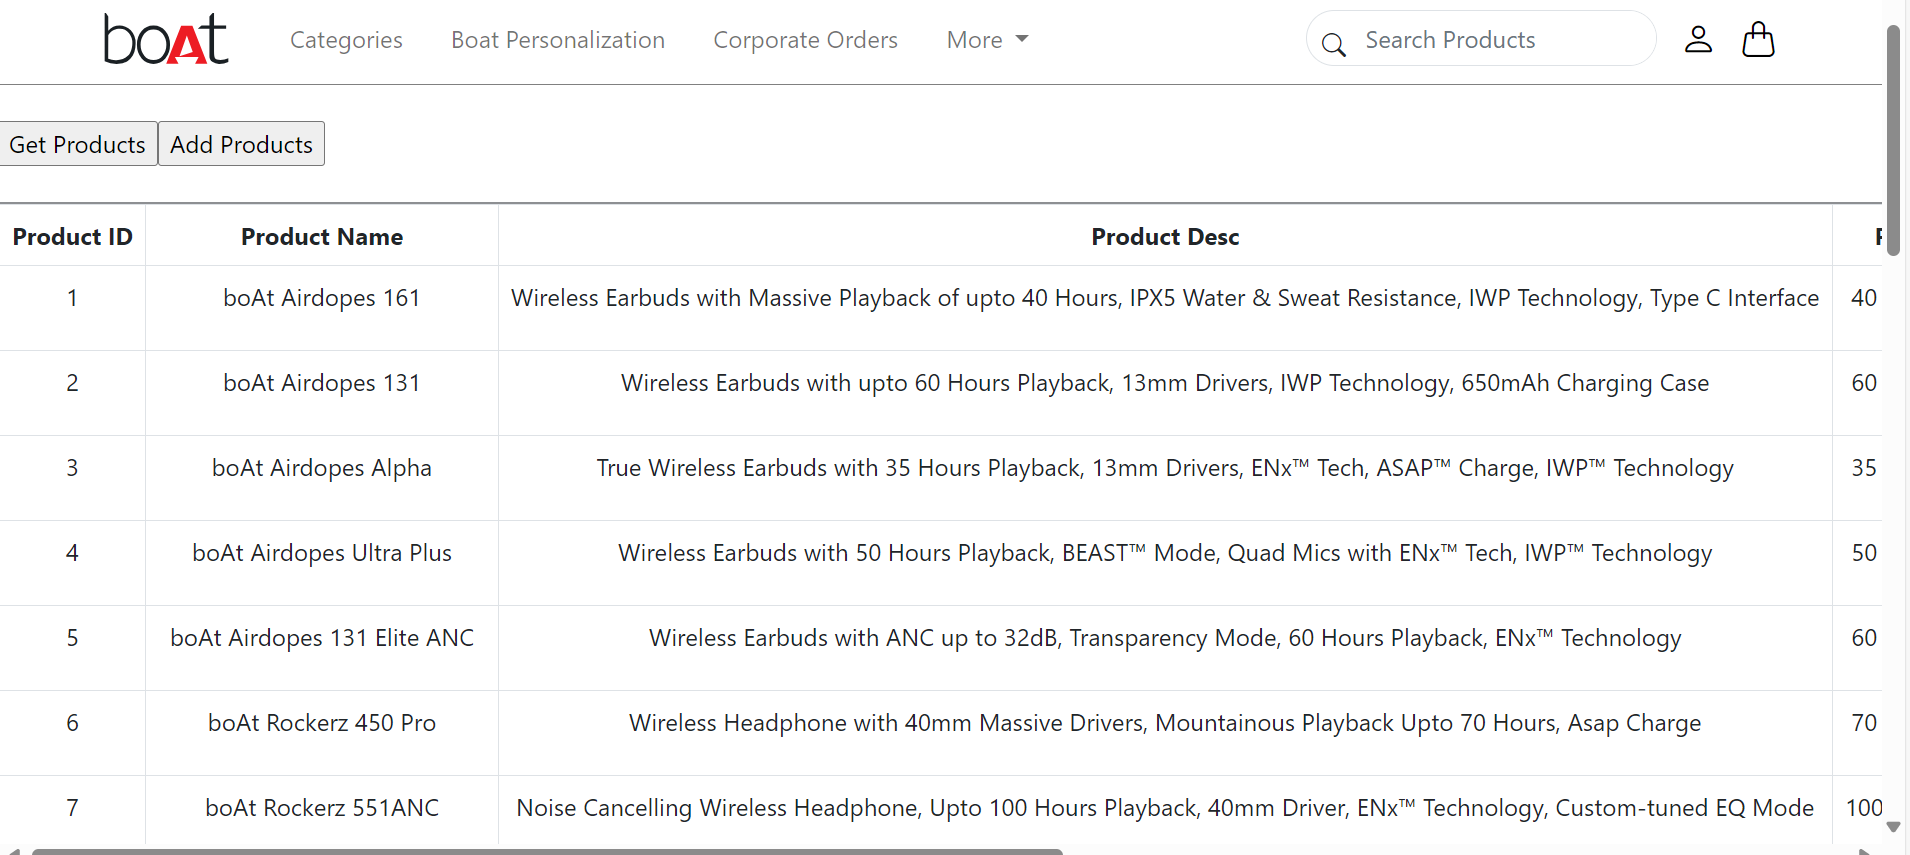 boAt Categories Boat Personalization Corporate Orders More Search Products
Get Products Add Products
Product ID Product Name Product Desc
1 boAt Airdopes 161 Wireless Earbuds with Massive Playback of upto 40 Hours, IPX5 Water & Sweat Resistance, IWP Technology, Type C Interface 40
2 boAt Airdopes 131 Wireless Earbuds with upto 60 Hours Playback, 13mm Drivers, IWP Technology, 650mAh Charging Case 60
3 boAt Airdopes Alpha True Wireless Earbuds with 35 Hours Playback, 13mm Drivers, ENx™ Tech, ASAP™ Charge, IWP™ Technology 35
4 boAt Airdopes Ultra Plus Wireless Earbuds with 50 Hours Playback, BEAST™ Mode, Quad Mics with ENx™ Tech, IWP™ Technology 50
5 boAt Airdopes 131 Elite ANC Wireless Earbuds with ANC up to 32dB, Transparency Mode, 60 Hours Playback, ENx™ Technology 60
6 boAt Rockerz 450 Pro Wireless Headphone with 40mm Massive Drivers, Mountainous Playback Upto 70 Hours, Asap Charge 70
7 boAt Rockerz 551ANC Noise Cancelling Wireless Headphone, Upto 100 Hours Playback, 40mm Driver, ENx™ Technology, Custom-tuned EQ Mode 100